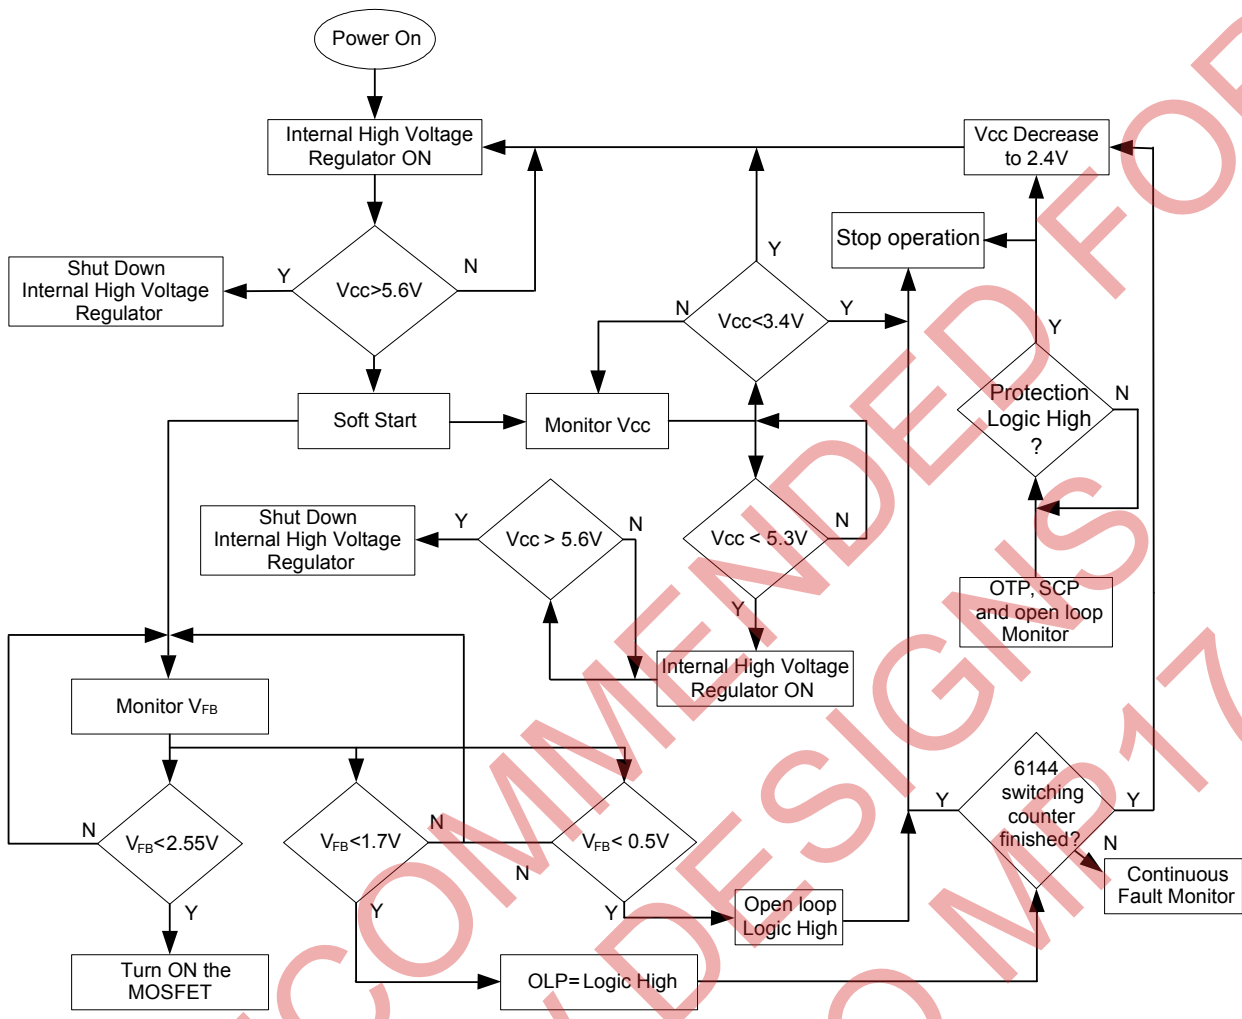 Power On
Internal High Voltage
Regulator ON
Vcc Decrease
to 2.4V
Stop operation
Shut Down
Internal High Voltage
Regulator
Y
Vcc>5.6V
N
Y
N
Vcc<3.4V
Y
Y
Protection
Logic High
?
N
Soft Start
Monitor Vcc
Shut Down
Internal High Voltage
Regulator
Y
Vcc > 5.6V
N
Vcc < 5.3V
N
Y
OTP, SCP
and open loop
Monitor
Internal High Voltage
Regulator ON
Monitor VFB
N
VFB<2.55V
Y
VFB<1.7V
N
Y
N
VFB< 0.5V
Y
Y
6144
switching
counter
finished?
Y
N
Continuous
Fault Monitor
Open loop
Logic High
Turn ON the
MOSFET
OLP=Logic High
COMMENDED FOR
DESIGNS
O MP17